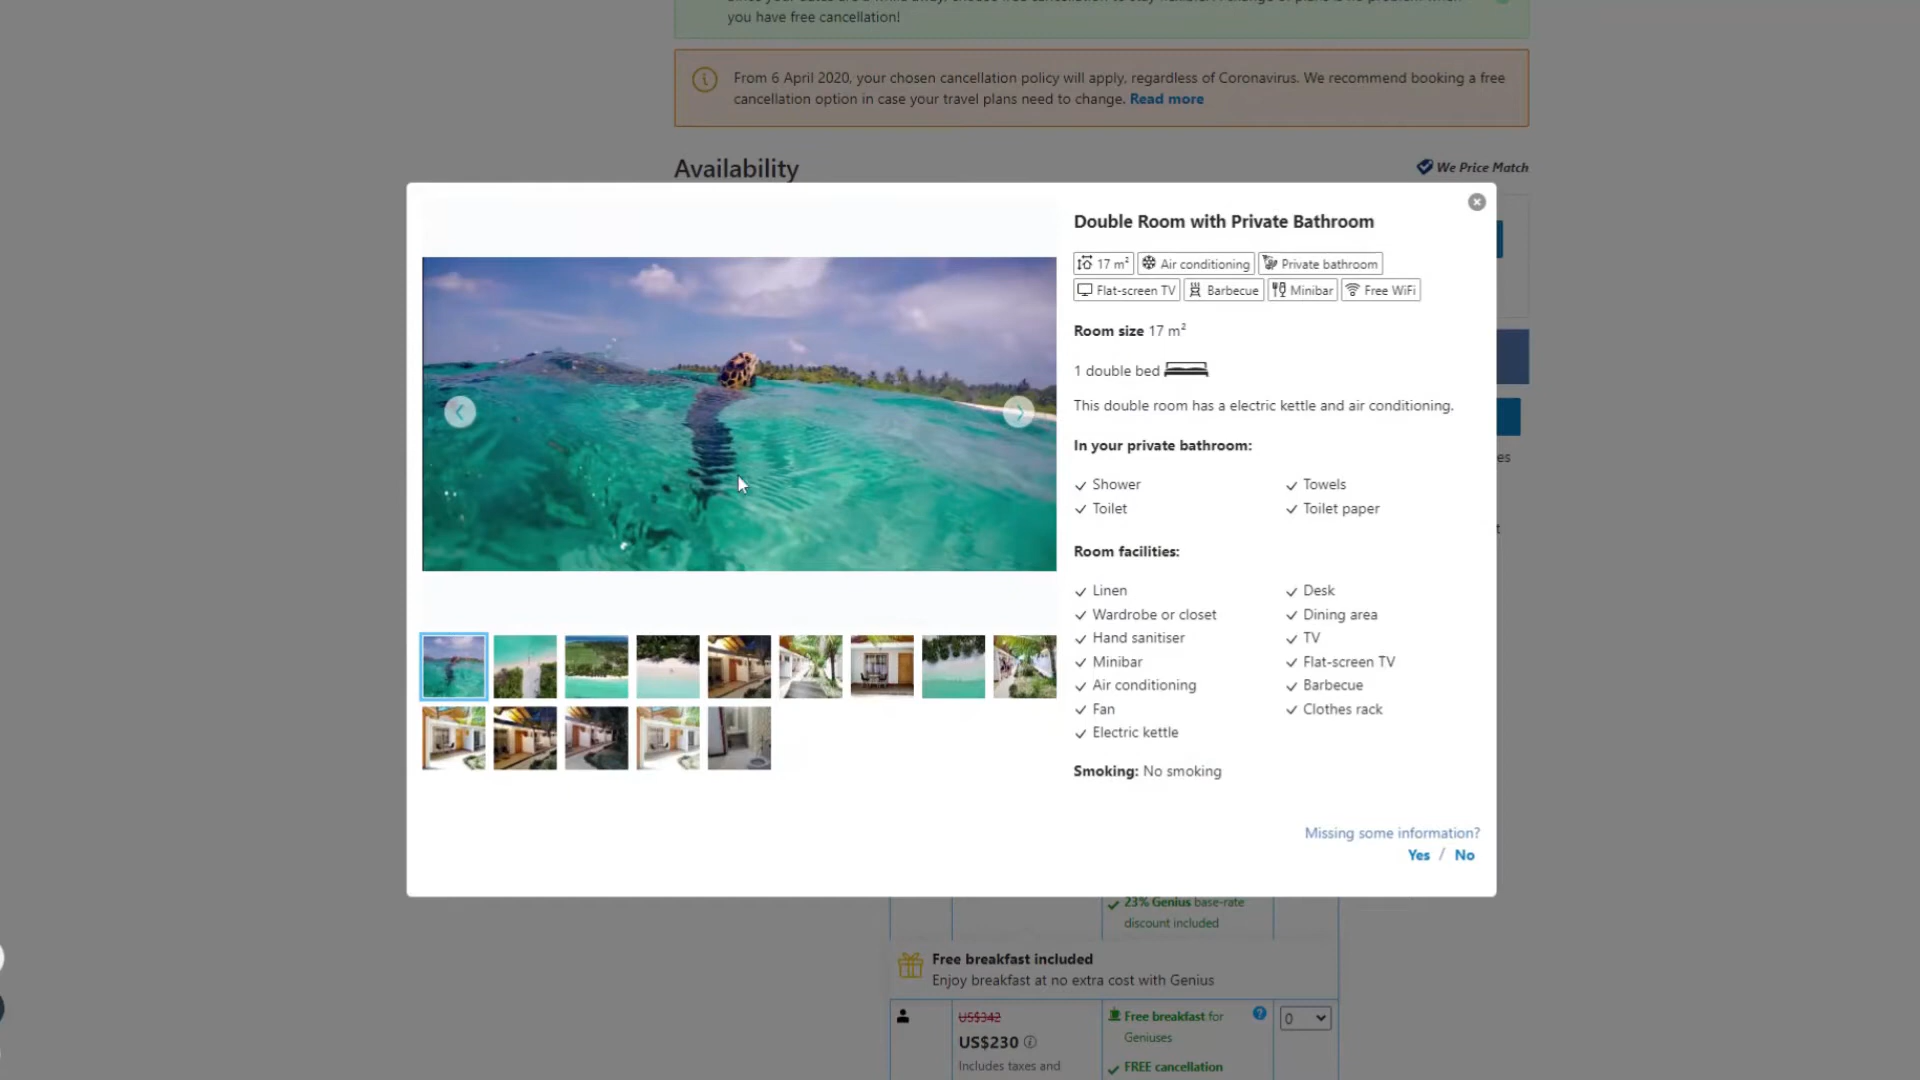 you have free cancellation!
From 6 April 2020, your chosen cancellation policy will apply, regardless of Coronavirus. We recommend booking a free
cancellation option in case your travel plans need to change. Read more
Availability
We Price Match
Double Room with Private Bathroom
17 m² Air conditioning Private bathroom
Flat-screen TV Barbecue Minibar Free WiFi
Room size 17 m²
1 double bed
This double room has a electric kettle and air conditioning.
In your private bathroom:
Shower Towels
Toilet Toilet paper
Room facilities:
Linen Desk
Wardrobe or closet Dining area
Hand sanitiser TV
Minibar Flat-screen TV
Air conditioning Barbecue
Fan Clothes rack
Electric kettle
Smoking: No smoking
Missing some information?
Yes / No
23% Genius base-rate
discount included
Free breakfast included
Enjoy breakfast at no extra cost with Genius
US$342 Free breakfast for 0
Geniuses
US$230
Includes taxes and FREE cancellation